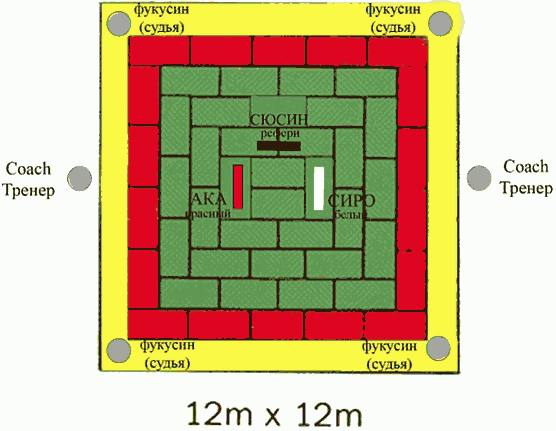 фукусин
(судья)
фукусин
(судья)
СЮСИН
рефери
Coach
Тренер
АКА
красный
СИРО
белый
Coach
Тренер
фукусин
(судья)
фукусин
(судья)
12m x 12m